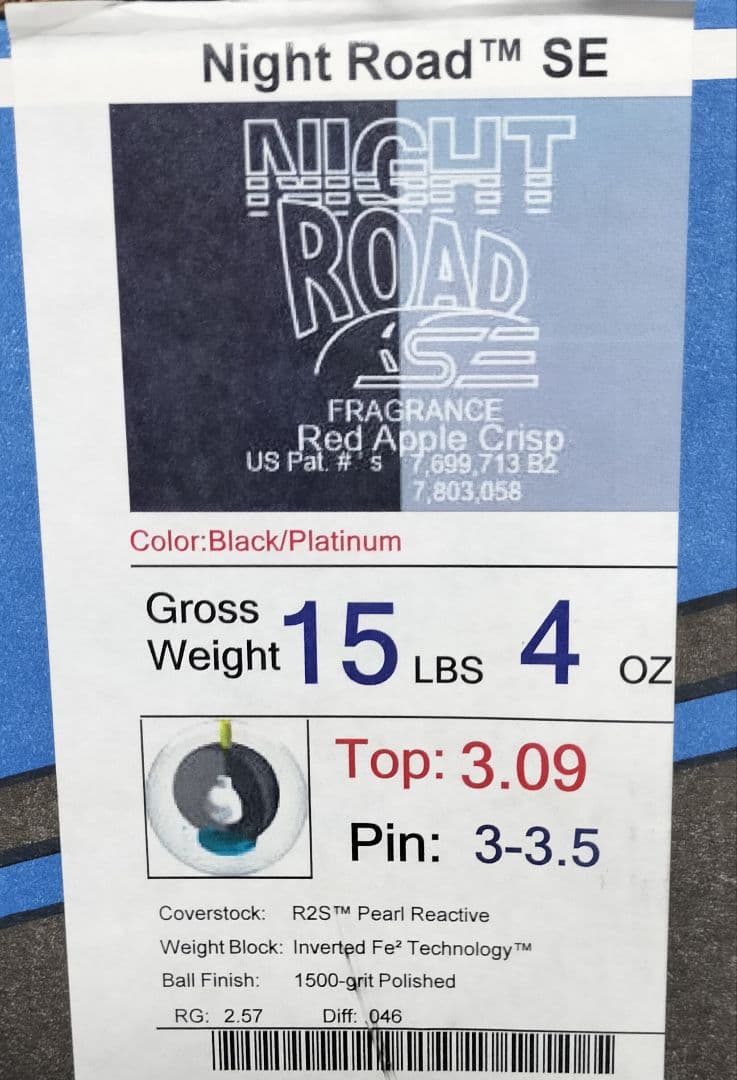 Night Road™ SE
NIGHT
ROAD
SE
FRAGRANCE
Red Apple Crisp
US Pat. # s 7,699,713 B2
7,803,058
Color:Black/Platinum
Gross Weight 15 LBS 4 OZ
Top: 3.09
Pin: 3-3.5
Coverstock: R2S™ Pearl Reactive
Weight Block: Inverted Fe² Technology™
Ball Finish: 1500-grit Polished
RG: 2.57 Diff: .046